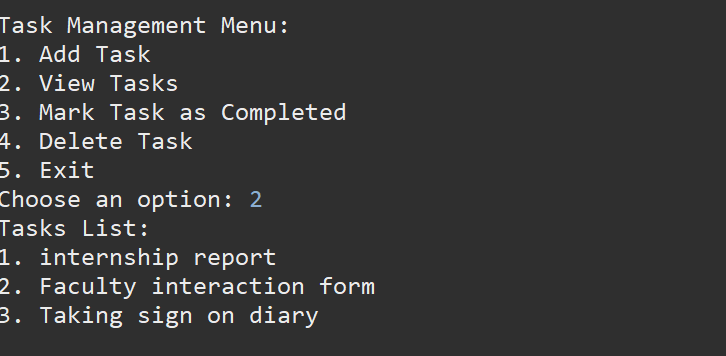 Task Management Menu:
1. Add Task
2. View Tasks
3. Mark Task as Completed
4. Delete Task
5. Exit
Choose an option: 2
Tasks List:
1. internship report
2. Faculty interaction form
3. Taking sign on diary